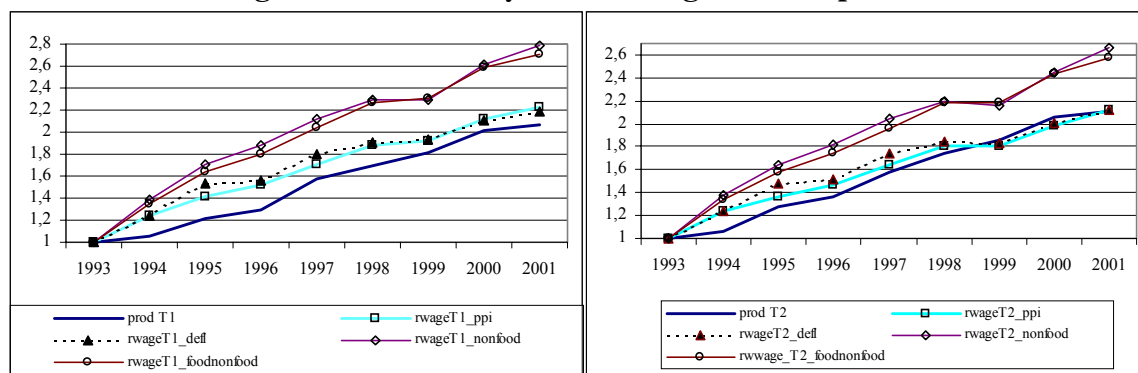 2,8
2,6
2,4
2,2
2
1,8
1,6
1,4
1,2
1
1993 1994 1995 1996 1997 1998 1999 2000 2001
prod T1 rwageT1_ppi
rwageT1_defl rwageT1_nonfood
rwageT1_foodnonfood
2,6
2,4
2,2
2
1,8
1,6
1,4
1,2
1
1993 1994 1995 1996 1997 1998 1999 2000 2001
prod T2 rwageT2_ppi
rwageT2_defl rwageT2_nonfood
rwwage_T2_foodnonfood